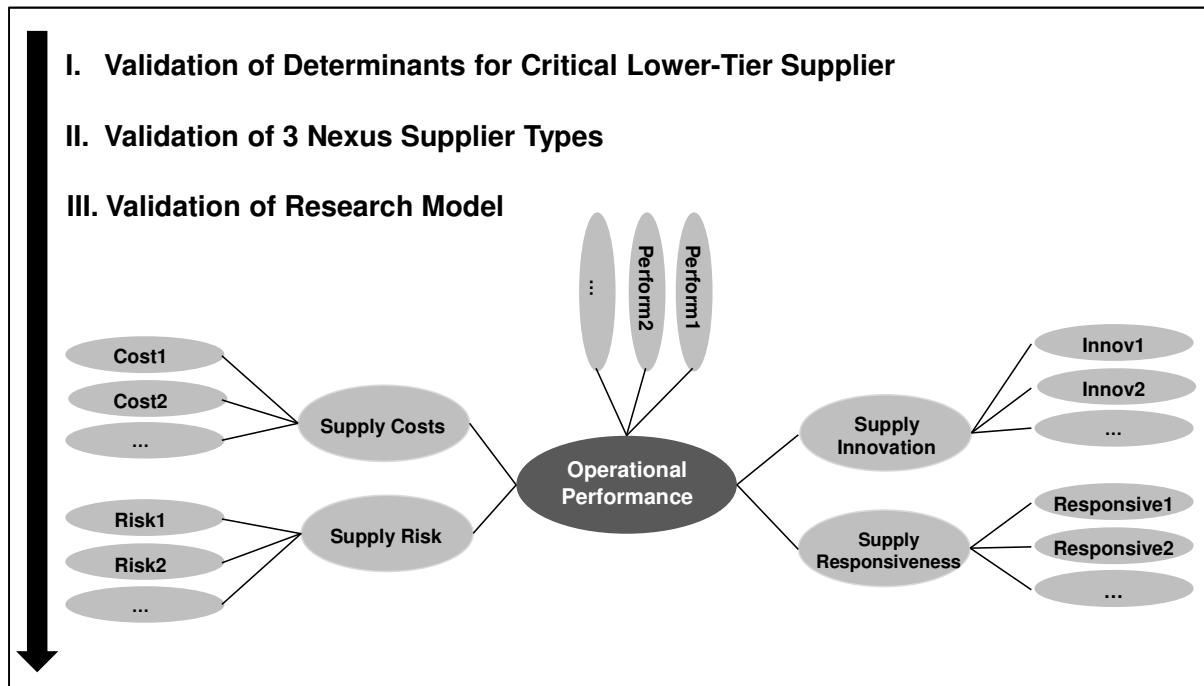 I. Validation of Determinants for Critical Lower-Tier Supplier
II. Validation of 3 Nexus Supplier Types
III. Validation of Research Model
...
Perform2
Perform1
Cost1
Cost2
...
Supply Costs
Risk1
Risk2
...
Supply Risk
Operational
Performance
Supply
Innovation
Innov1
Innov2
...
Supply
Responsiveness
Responsive1
Responsive2
...